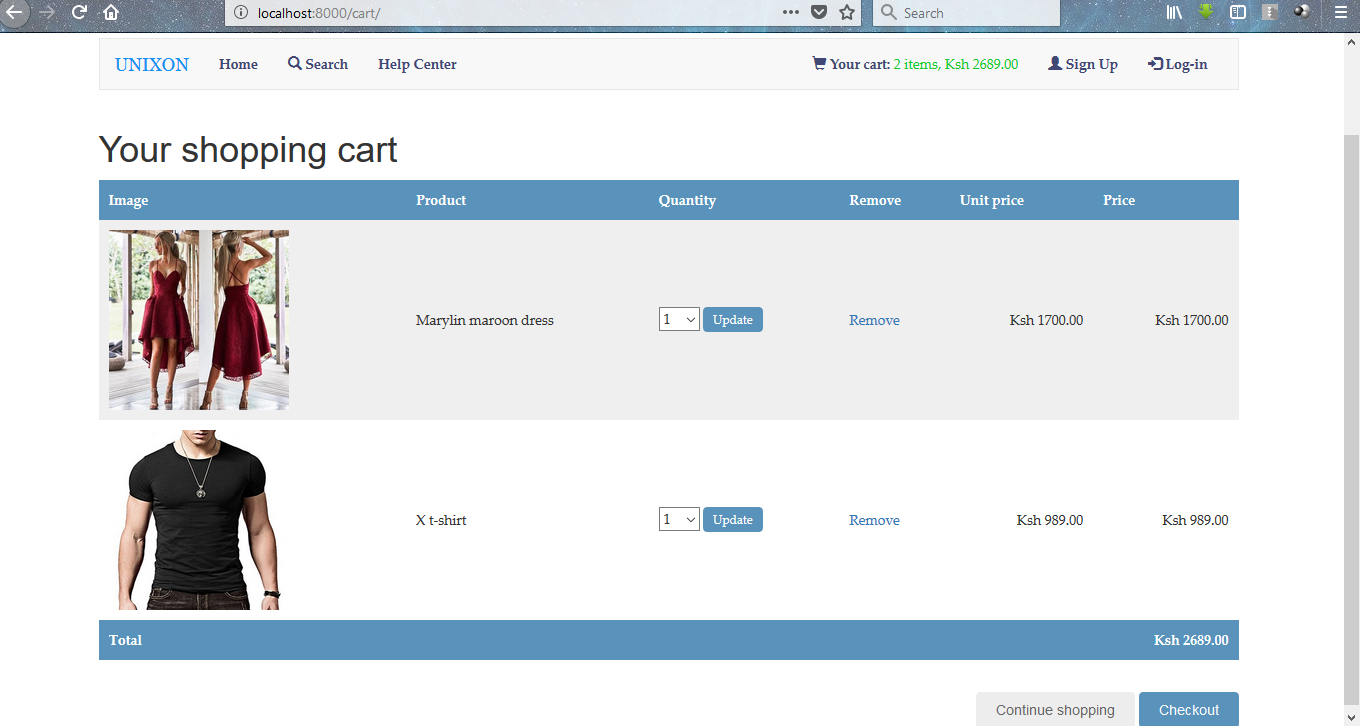 localhost:8000/cart/
Search
UNIXON Home Search Help Center Your cart: 2 items, Ksh 2689.00 Sign Up Log-in
Your shopping cart
Image Product Quantity Remove Unit price Price
Marylin maroon dress 1 Update Remove Ksh 1700.00 Ksh 1700.00
X t-shirt 1 Update Remove Ksh 989.00 Ksh 989.00
Total Ksh 2689.00
Continue shopping Checkout